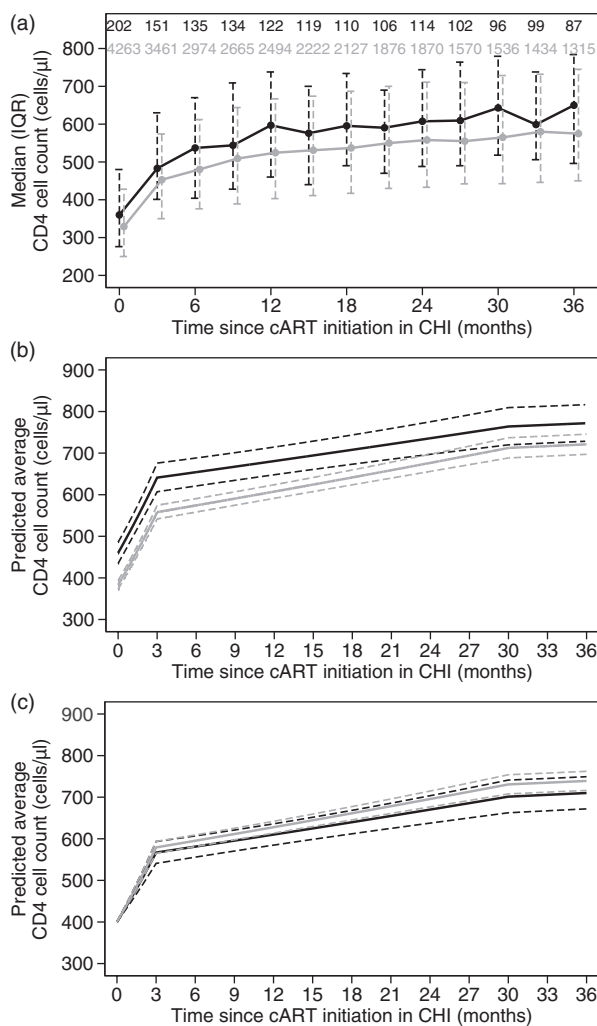 (a)
202 151 135 134 122 119 110 106 114 102 96 99 87
4263 3461 2974 2665 2494 2222 2127 1876 1870 1570 1536 1434 1315
Median (IQR)
CD4 cell count (cells/µl)
800
700
600
500
400
300
200
0 6 12 18 24 30 36
Time since cART initiation in CHI (months)
(b)
Predicted average
CD4 cell count (cells/µl)
900
800
700
600
500
400
300
0 3 6 9 12 15 18 21 24 27 30 33 36
Time since cART initiation in CHI (months)
(c)
Predicted average
CD4 cell count (cells/µl)
900
800
700
600
500
400
300
0 3 6 9 12 15 18 21 24 27 30 33 36
Time since cART initiation in CHI (months)